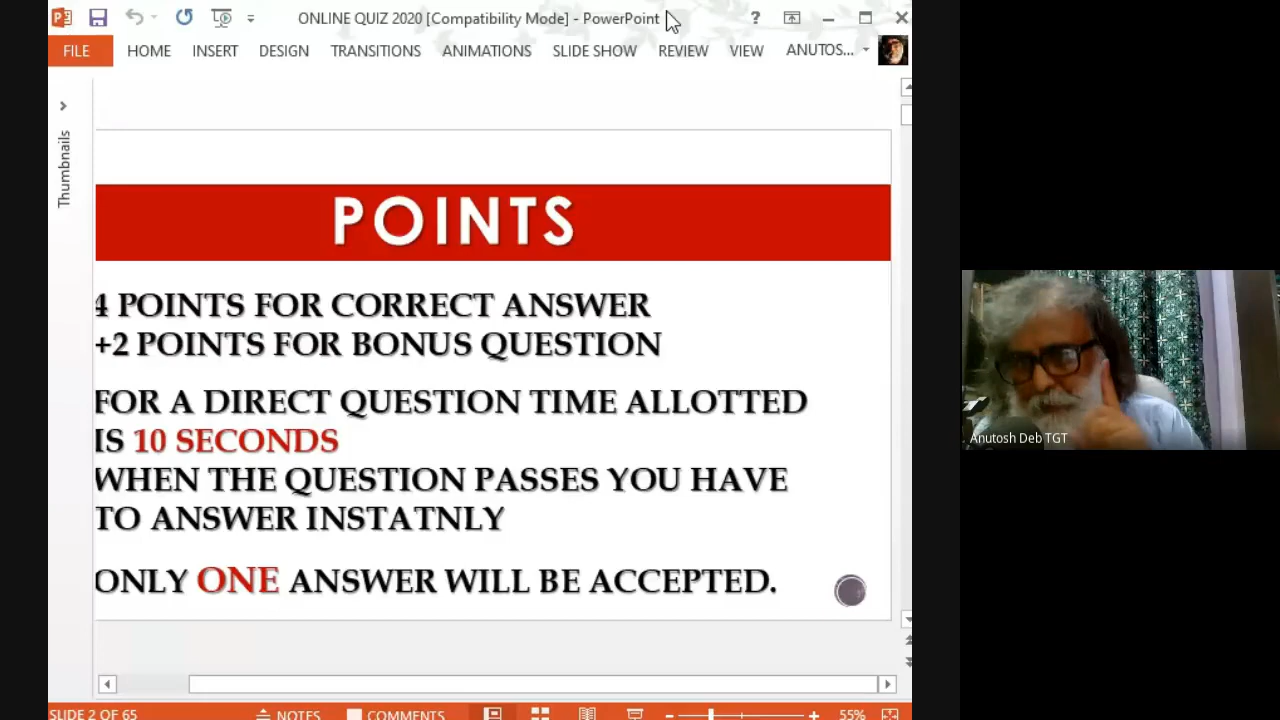 ONLINE QUIZ 2020 [Compatibility Mode] - PowerPoint
?
FILE HOME INSERT DESIGN TRANSITIONS ANIMATIONS SLIDE SHOW REVIEW VIEW ANUTOS...
Thumbnails
POINTS
4 POINTS FOR CORRECT ANSWER
+2 POINTS FOR BONUS QUESTION
FOR A DIRECT QUESTION TIME ALLOTTED
IS 10 SECONDS
WHEN THE QUESTION PASSES YOU HAVE
TO ANSWER INSTATNLY
ONLY ONE ANSWER WILL BE ACCEPTED.
Anutosh Deb TGT
SLIDE 2 OF 65 NOTES COMMENTS 55%